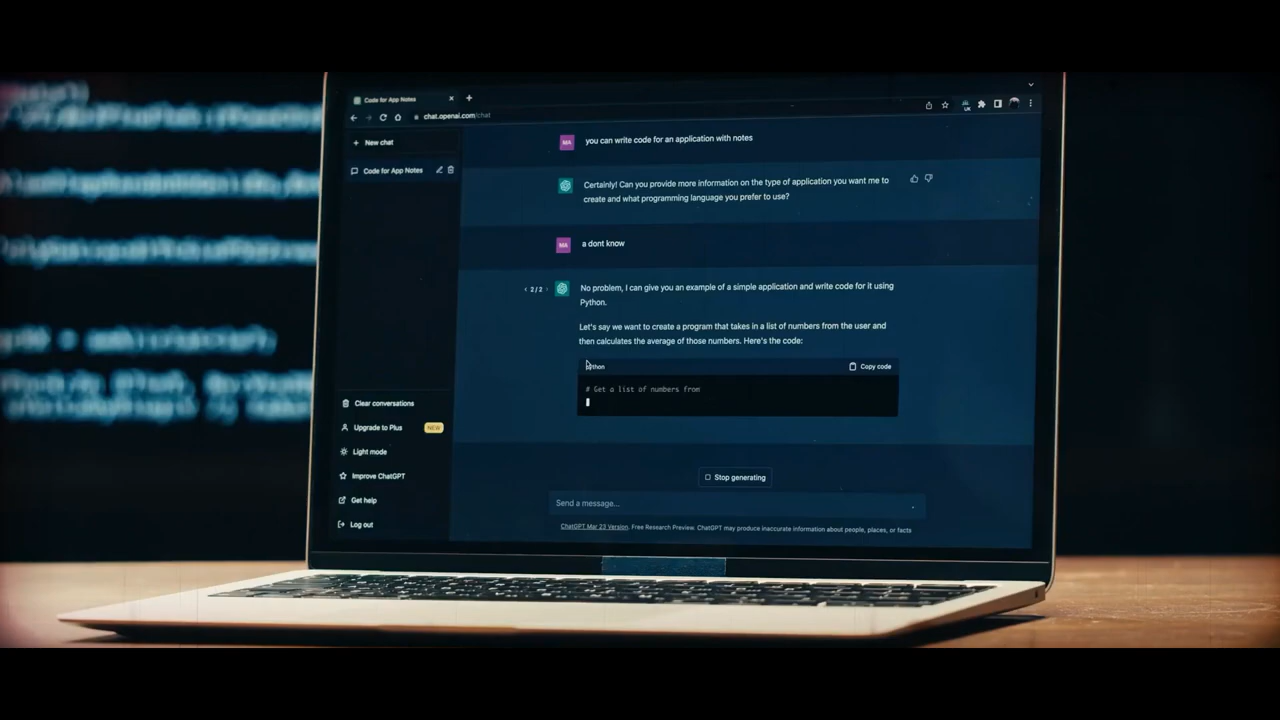 Code for App Notes
chat.openai.com/chat
UK
New chat
Code for App Notes
MA
you can write code for an application with notes
Certainly! Can you provide more information on the type of application you want me to
create and what programming language you prefer to use?
MA
a dont know
2/2
No problem, I can give you an example of a simple application and write code for it using
Python.
Let's say we want to create a program that takes in a list of numbers from the user and
then calculates the average of those numbers. Here's the code:
python
Copy code
# Get a list of numbers from
Clear conversations
Upgrade to Plus
NEW
Light mode
Improve ChatGPT
Get help
Log out
Stop generating
Send a message...
ChatGPT Mar 23 Version. Free Research Preview. ChatGPT may produce inaccurate information about people, places, or facts